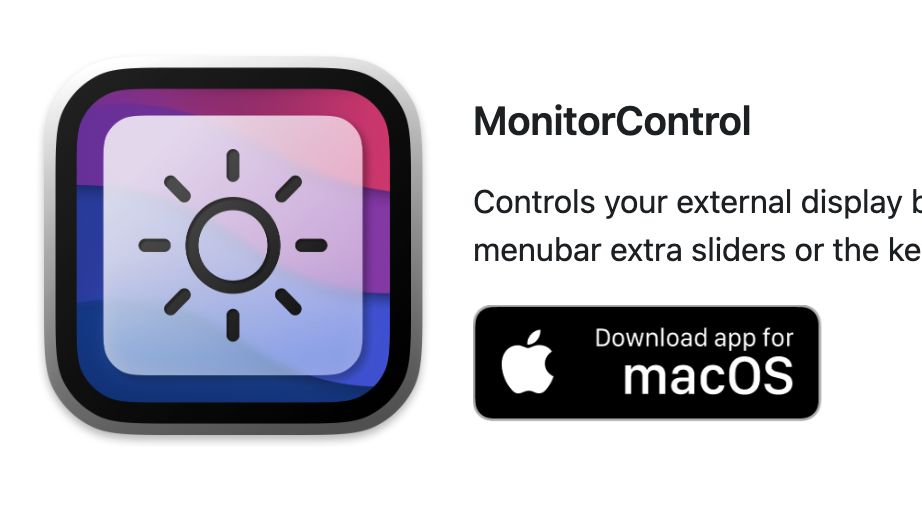 MonitorControl
Controls your external display
menubar extra sliders or the
Download app for
macOS